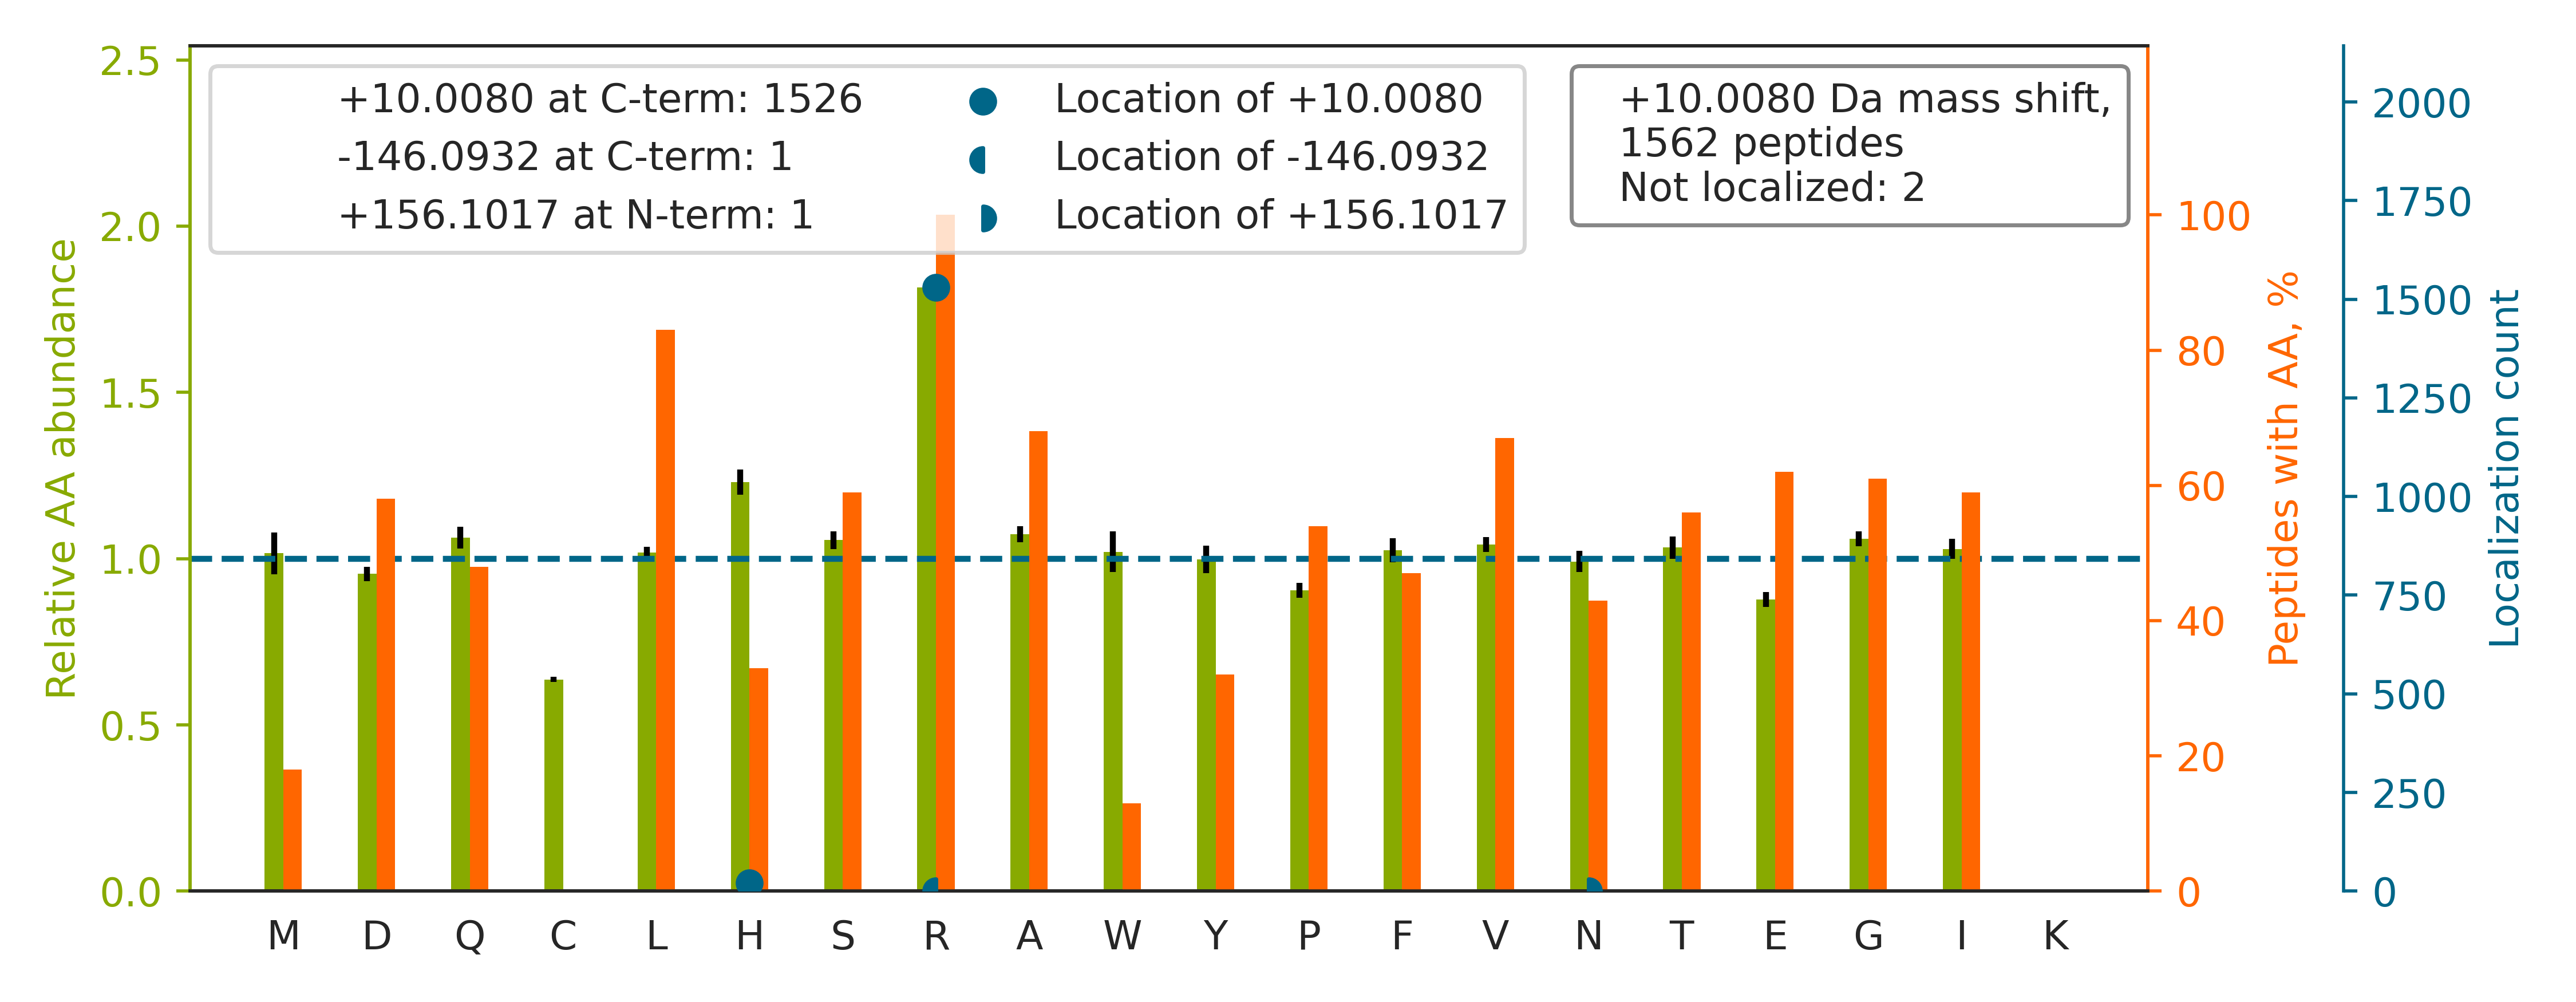 2.5
2.0
1.5
1.0
0.5
0.0
Relative AA abundance
+10.0080 at C-term: 1526
-146.0932 at C-term: 1
+156.1017 at N-term: 1
Location of +10.0080
Location of -146.0932
Location of +156.1017
+10.0080 Da mass shift,
1562 peptides
Not localized: 2
100
80
60
40
20
0
Peptides with AA, %
2000
1750
1500
1250
1000
750
500
250
0
Localization count
M D Q C L H S R A W Y P F V N T E G I K